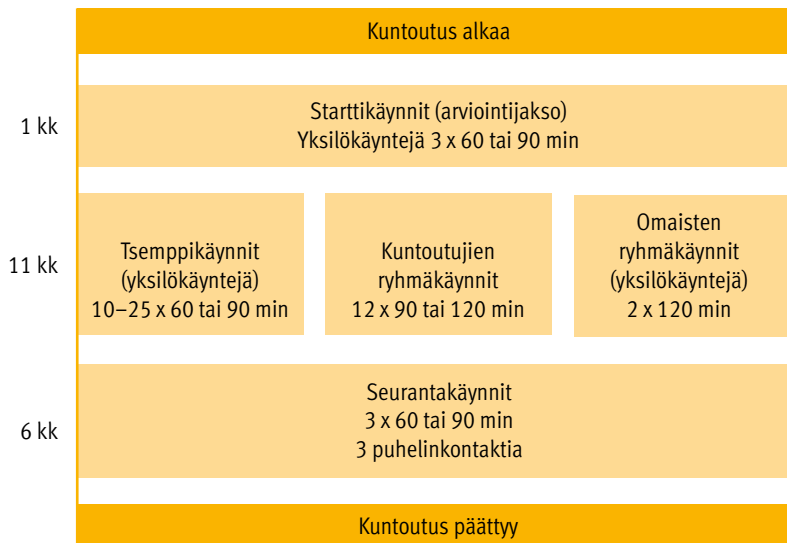 Kuntoutus alkaa
1 kk
Starttikäynnit (arviointijakso)
Yksilökäyntejä 3 x 60 tai 90 min
11 kk
Tsemppikäynnit
(yksilökäyntejä)
10–25 x 60 tai 90 min
Kuntoutujien
ryhmäkäynnit
12 x 90 tai 120 min
Omaisten
ryhmäkäynnit
(yksilökäyntejä)
2 x 120 min
6 kk
Seurantakäynnit
3 x 60 tai 90 min
3 puhelinkontaktia
Kuntoutus päättyy